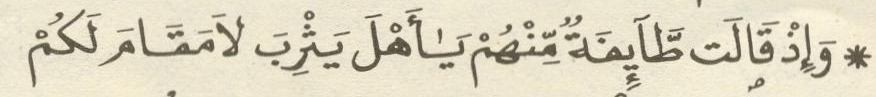 * وَإِذْ قَالَت طَّآئِفَةٌ مِّنْهُمْ يَـٰٓأَهْلَ يَثْرِبَ لَا مَقَامَ لَكُمْ